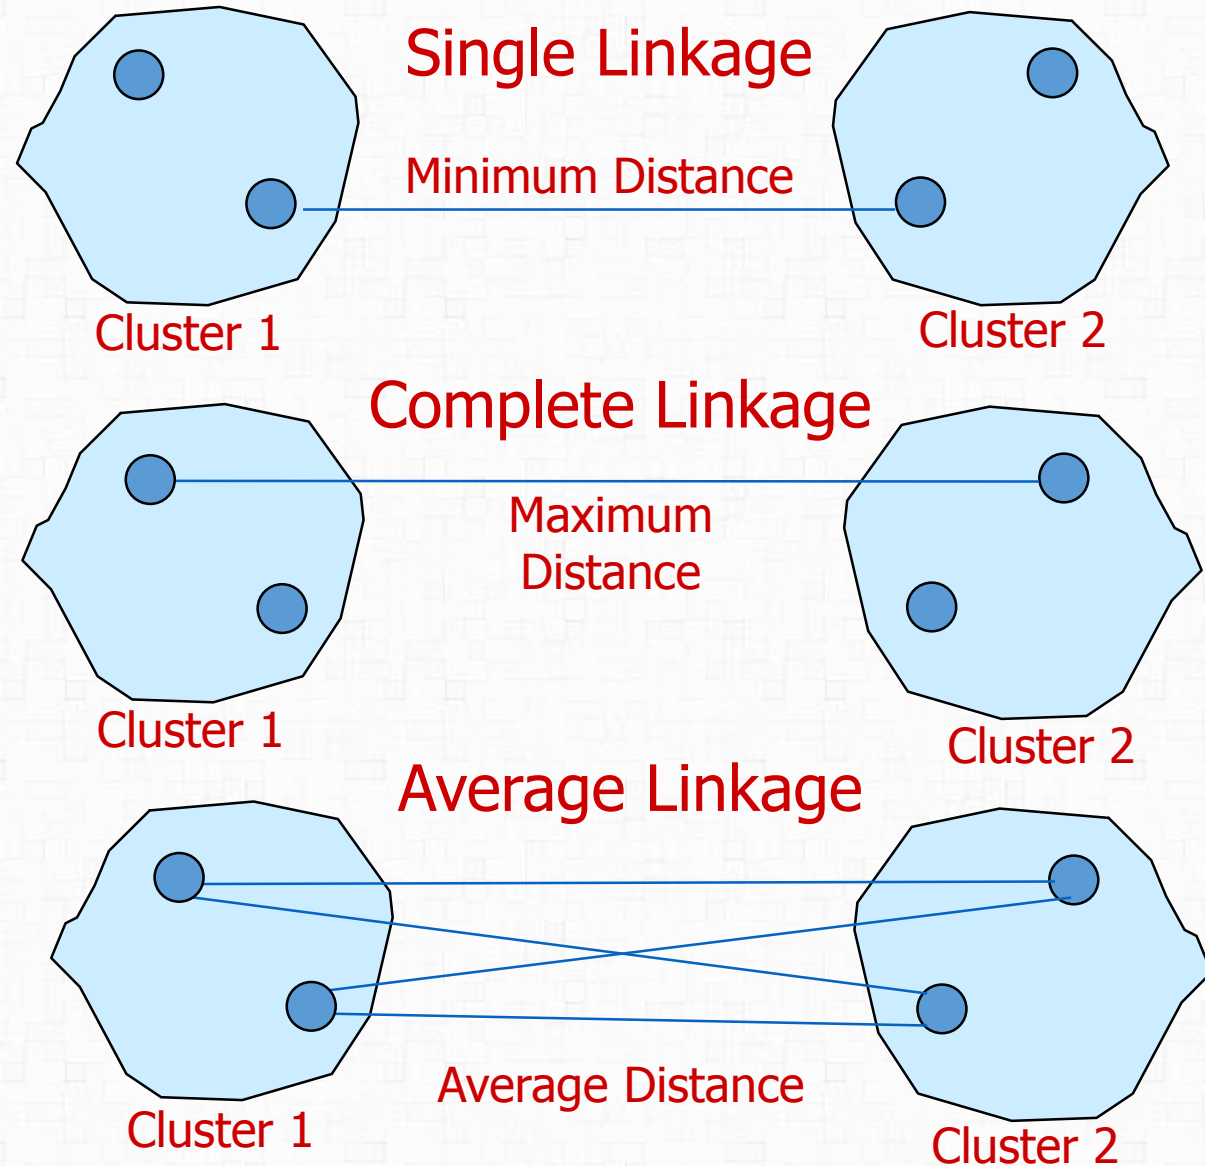 Single Linkage
Minimum Distance
Cluster 1
Cluster 2
Complete Linkage
Maximum
Distance
Cluster 1
Cluster 2
Average Linkage
Average Distance
Cluster 1
Cluster 2